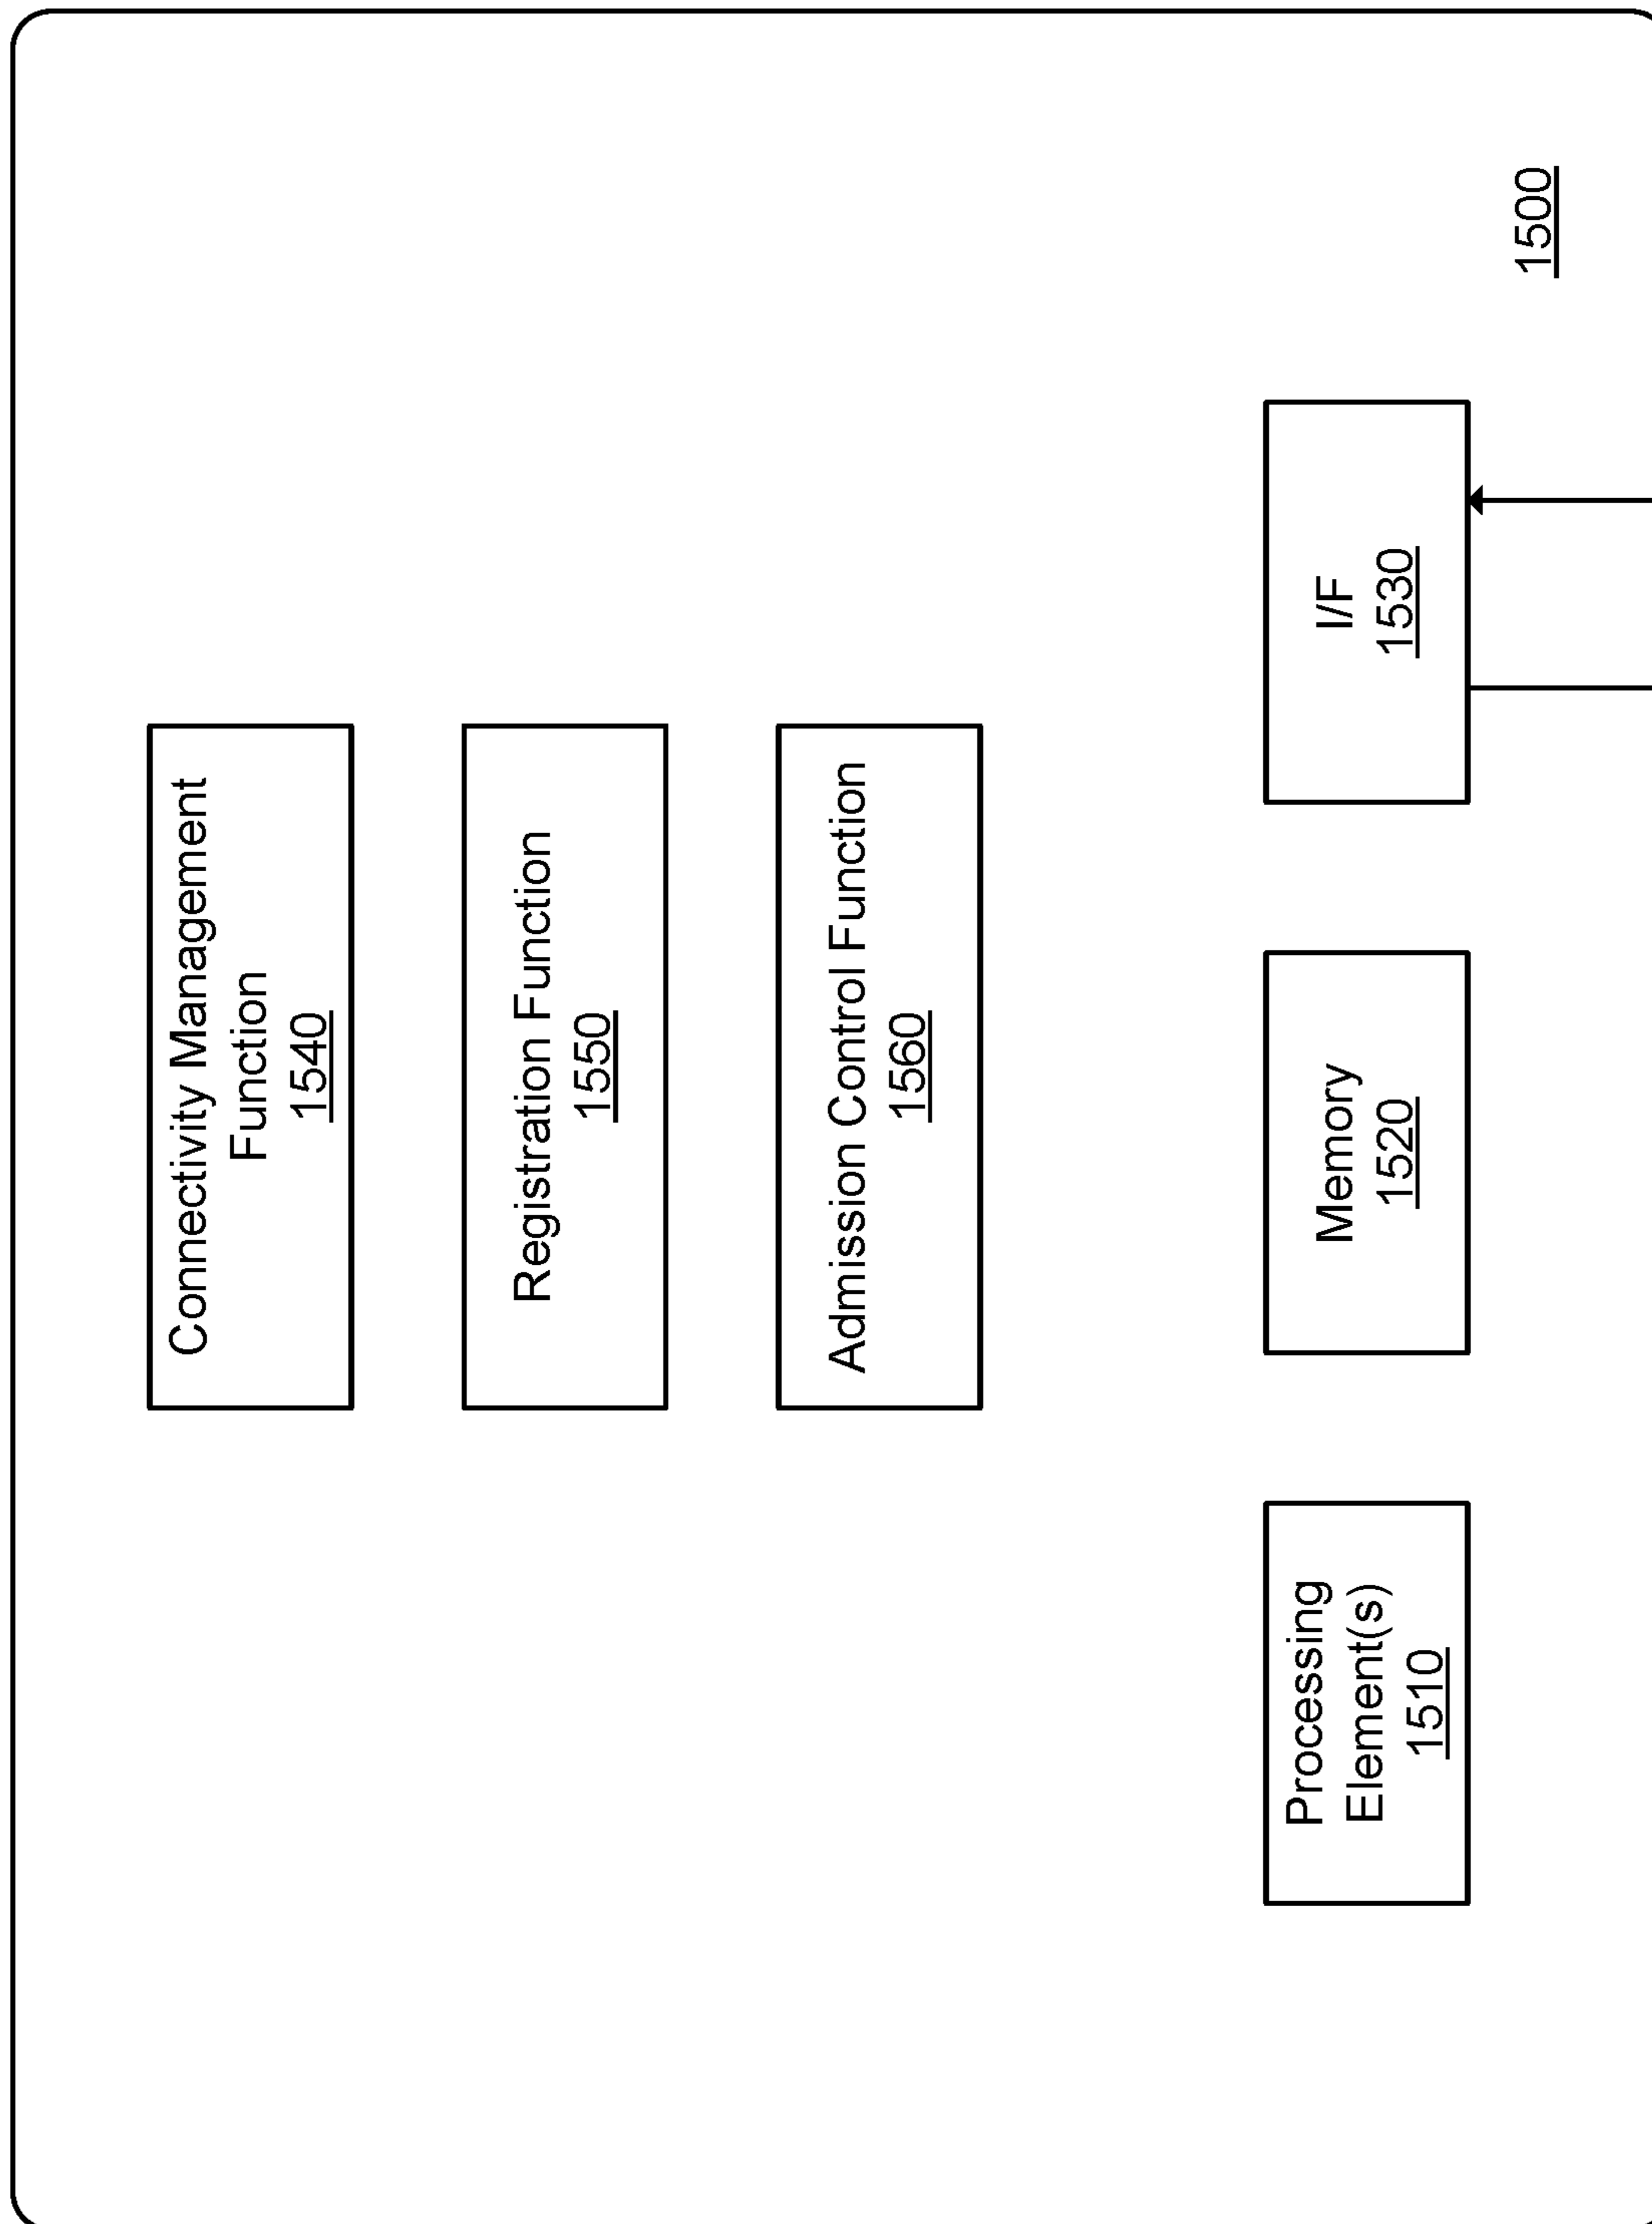 Connectivity Management
Function
1540
Registration Function
1550
Admission Control Function
1560
Processing
Element(s)
1510
Memory
1520
I/F
1530
1500